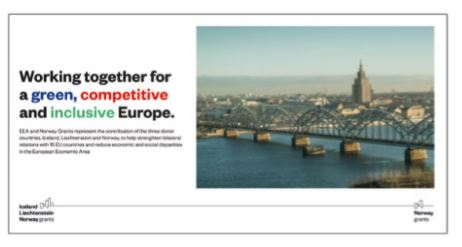 Working together for
a green, competitive
and inclusive Europe.
EEA and Norway Grants represent the contribution of the three donor
countries, Iceland, Liechtenstein and Norway, to help strengthen bilateral
relations with 15 EU countries and reduce economic and social disparities
in the European Economic Area
Iceland
Liechtenstein
Norway grants
Norway
grants